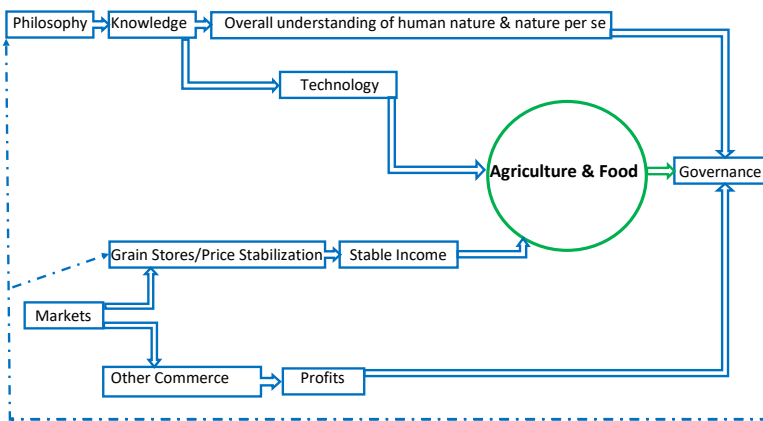 Philosophy
Knowledge
Overall understanding of human nature & nature per se
Technology
Agriculture & Food
Governance
Grain Stores/Price Stabilization
Stable Income
Markets
Other Commerce
Profits